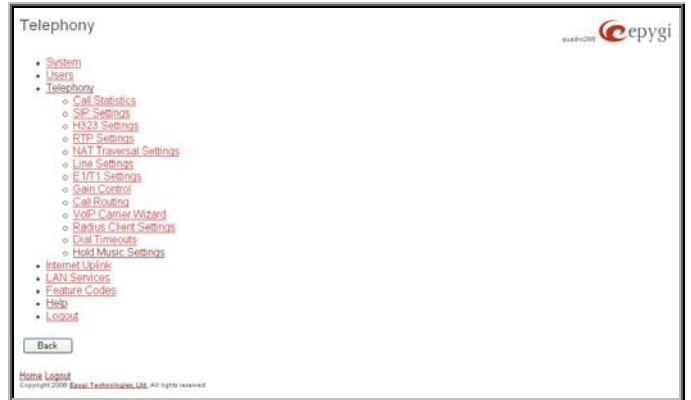 Telephony
epygi
• System
• Users
• Telephony
o Call Statistics
o SIP Settings
o H323 Settings
o RTP Settings
o NAT Traversal Settings
o Line Settings
o E1/T1 Settings
o Gain Control
o Call Routing
o VoIP Carrier Wizard
o Radius Client Settings
o Dial Timeouts
o Hold Music Settings
• Internet Uplink
• LAN Services
• Feature Codes
• Help
• Logout
Back
Home Logout
Copyright 2006 Epygi Technologies, Ltd. All rights reserved.